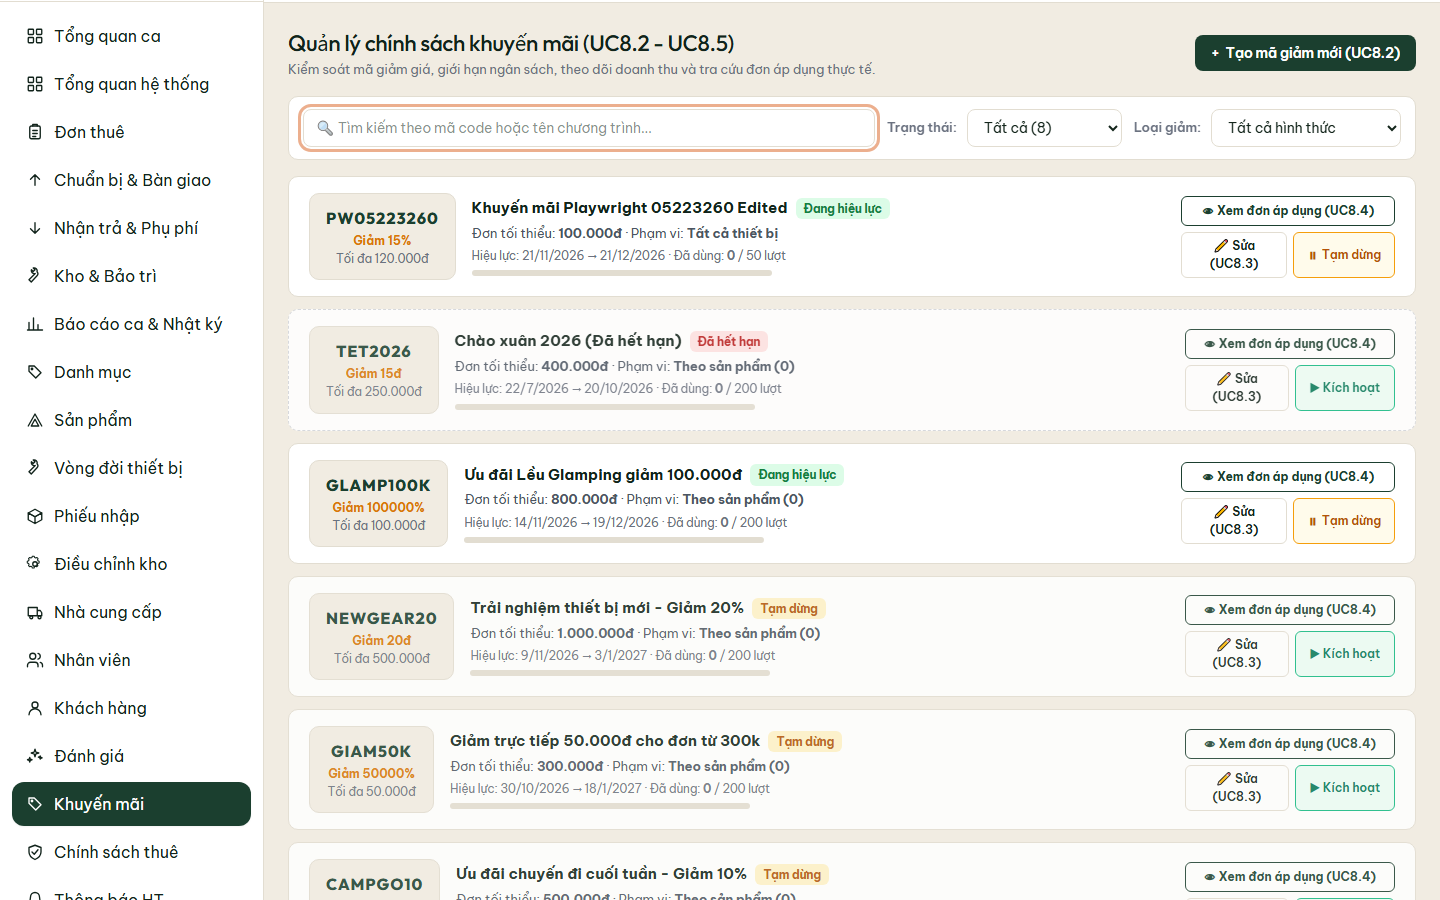 Tổng quan ca
Tổng quan hệ thống
Đơn thuê
Chuẩn bị & Bàn giao
Nhận trả & Phụ phí
Kho & Bảo trì
Báo cáo ca & Nhật ký
Danh mục
Sản phẩm
Vòng đời thiết bị
Phiếu nhập
Điều chỉnh kho
Nhà cung cấp
Nhân viên
Khách hàng
Đánh giá
Khuyến mãi
Chính sách thuê
Thông báo HT
Quản lý chính sách khuyến mãi (UC8.2 - UC8.5)
Kiểm soát mã giảm giá, giới hạn ngân sách, theo dõi doanh thu và tra cứu đơn áp dụng thực tế.
+ Tạo mã giảm mới (UC8.2)
🔍 Tìm kiếm theo mã code hoặc tên chương trình...
Trạng thái: Tất cả (8)
Loại giảm: Tất cả hình thức
PW05223260
Giảm 15%
Tối đa 120.000đ
Khuyến mãi Playwright 05223260 Edited Đang hiệu lực
Đơn tối thiểu: 100.000đ · Phạm vi: Tất cả thiết bị
Hiệu lực: 21/11/2026 → 21/12/2026 · Đã dùng: 0 / 50 lượt
👁 Xem đơn áp dụng (UC8.4)
✏️ Sửa
(UC8.3)
⏸ Tạm dừng
TET2026
Giảm 15đ
Tối đa 250.000đ
Chào xuân 2026 (Đã hết hạn) Đã hết hạn
Đơn tối thiểu: 400.000đ · Phạm vi: Theo sản phẩm (0)
Hiệu lực: 22/7/2026 → 20/10/2026 · Đã dùng: 0 / 200 lượt
👁 Xem đơn áp dụng (UC8.4)
✏️ Sửa
(UC8.3)
▶ Kích hoạt
GLAMP100K
Giảm 100000%
Tối đa 100.000đ
Ưu đãi Lều Glamping giảm 100.000đ Đang hiệu lực
Đơn tối thiểu: 800.000đ · Phạm vi: Theo sản phẩm (0)
Hiệu lực: 14/11/2026 → 19/12/2026 · Đã dùng: 0 / 200 lượt
👁 Xem đơn áp dụng (UC8.4)
✏️ Sửa
(UC8.3)
⏸ Tạm dừng
NEWGEAR20
Giảm 20đ
Tối đa 500.000đ
Trải nghiệm thiết bị mới - Giảm 20% Tạm dừng
Đơn tối thiểu: 1.000.000đ · Phạm vi: Theo sản phẩm (0)
Hiệu lực: 9/11/2026 → 3/1/2027 · Đã dùng: 0 / 200 lượt
👁 Xem đơn áp dụng (UC8.4)
✏️ Sửa
(UC8.3)
▶ Kích hoạt
GIAM50K
Giảm 50000%
Tối đa 50.000đ
Giảm trực tiếp 50.000đ cho đơn từ 300k Tạm dừng
Đơn tối thiểu: 300.000đ · Phạm vi: Theo sản phẩm (0)
Hiệu lực: 30/10/2026 → 18/1/2027 · Đã dùng: 0 / 200 lượt
👁 Xem đơn áp dụng (UC8.4)
✏️ Sửa
(UC8.3)
▶ Kích hoạt
CAMPGO10
Ưu đãi chuyến đi cuối tuần - Giảm 10% Tạm dừng
Đơn tối thiểu: 500.000đ · Phạm vi: Theo sản phẩm (0)
👁 Xem đơn áp dụng (UC8.4)